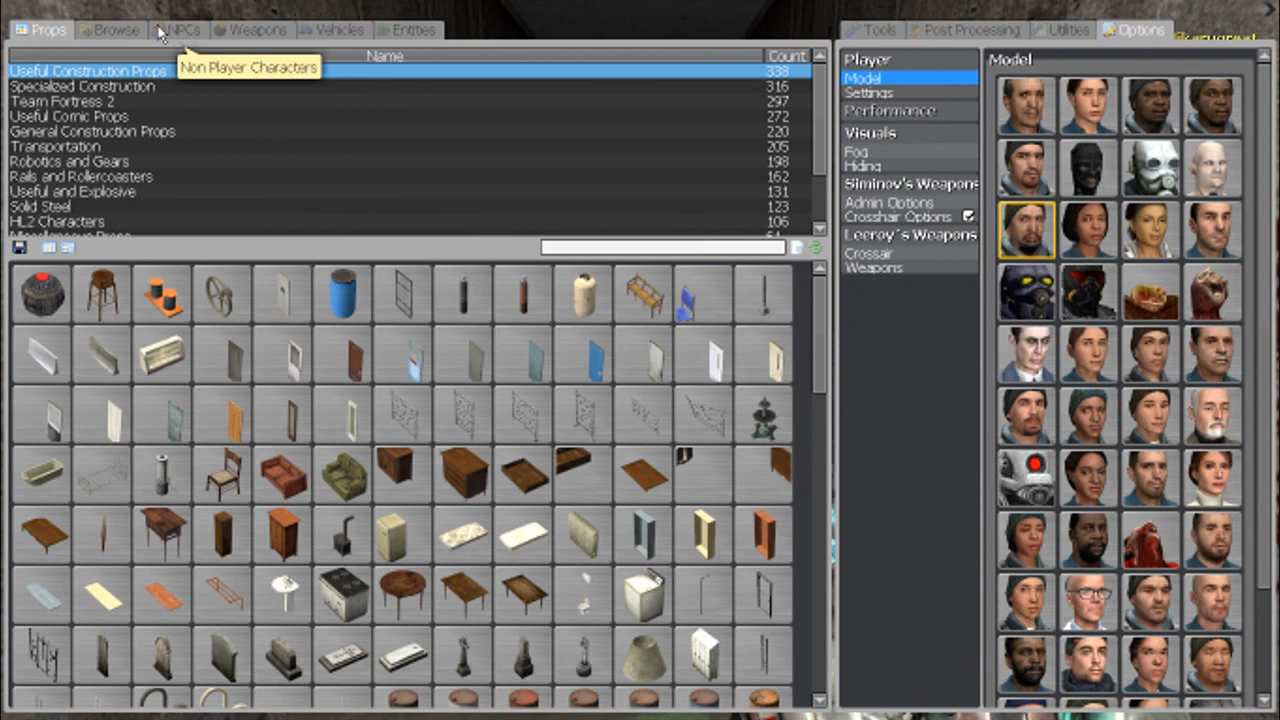 Props Browse NPCs Weapons Vehicles Entities
Tools Post Processing Utilities Options
Non Player Characters
Name Count
Useful Construction Props 338
Specialized Construction 316
Team Fortress 2 297
Useful Comic Props 272
General Construction Props 220
Transportation 205
Robotics and Gears 198
Rails and Rollercoasters 162
Useful and Explosive 131
Solid Steel 123
HL2 Characters 106
Player
Model
Settings
Performance
Visuals
Fog
Hiding
Siminov's Weapons
Admin Options
Crosshair Options
Leeroy's Weapons
Crossair
Weapons
Model